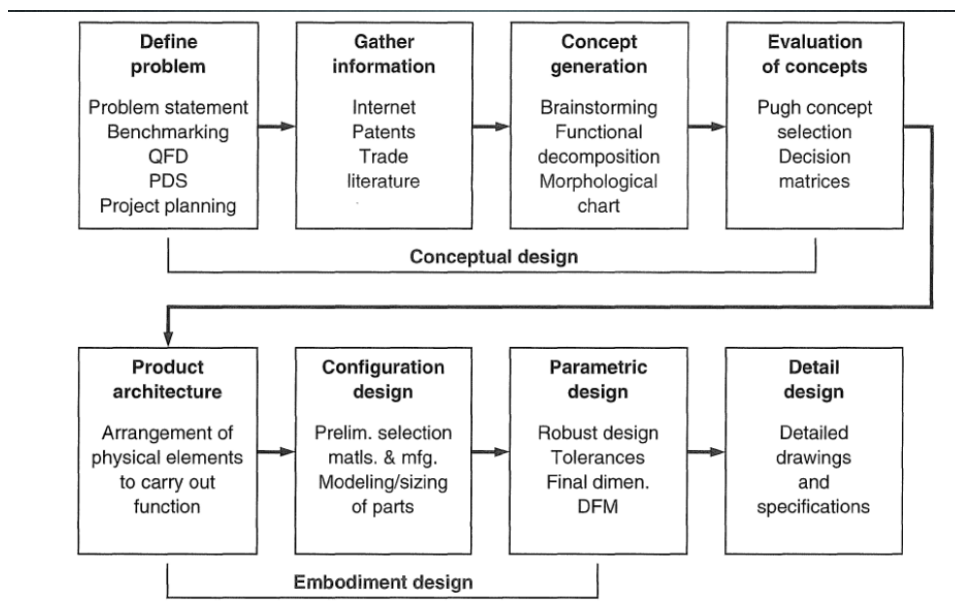 Define
problem
Problem statement
Benchmarking
QFD
PDS
Project planning
Gather
information
Internet
Patents
Trade
literature
Concept
generation
Brainstorming
Functional
decomposition
Morphological
chart
Evaluation
of concepts
Pugh concept
selection
Decision
matrices
Conceptual design
Product
architecture
Arrangement of
physical elements
to carry out
function
Configuration
design
Prelim. selection
matls. & mfg.
Modeling/sizing
of parts
Parametric
design
Robust design
Tolerances
Final dimen.
DFM
Detail
design
Detailed
drawings
and
specifications
Embodiment design